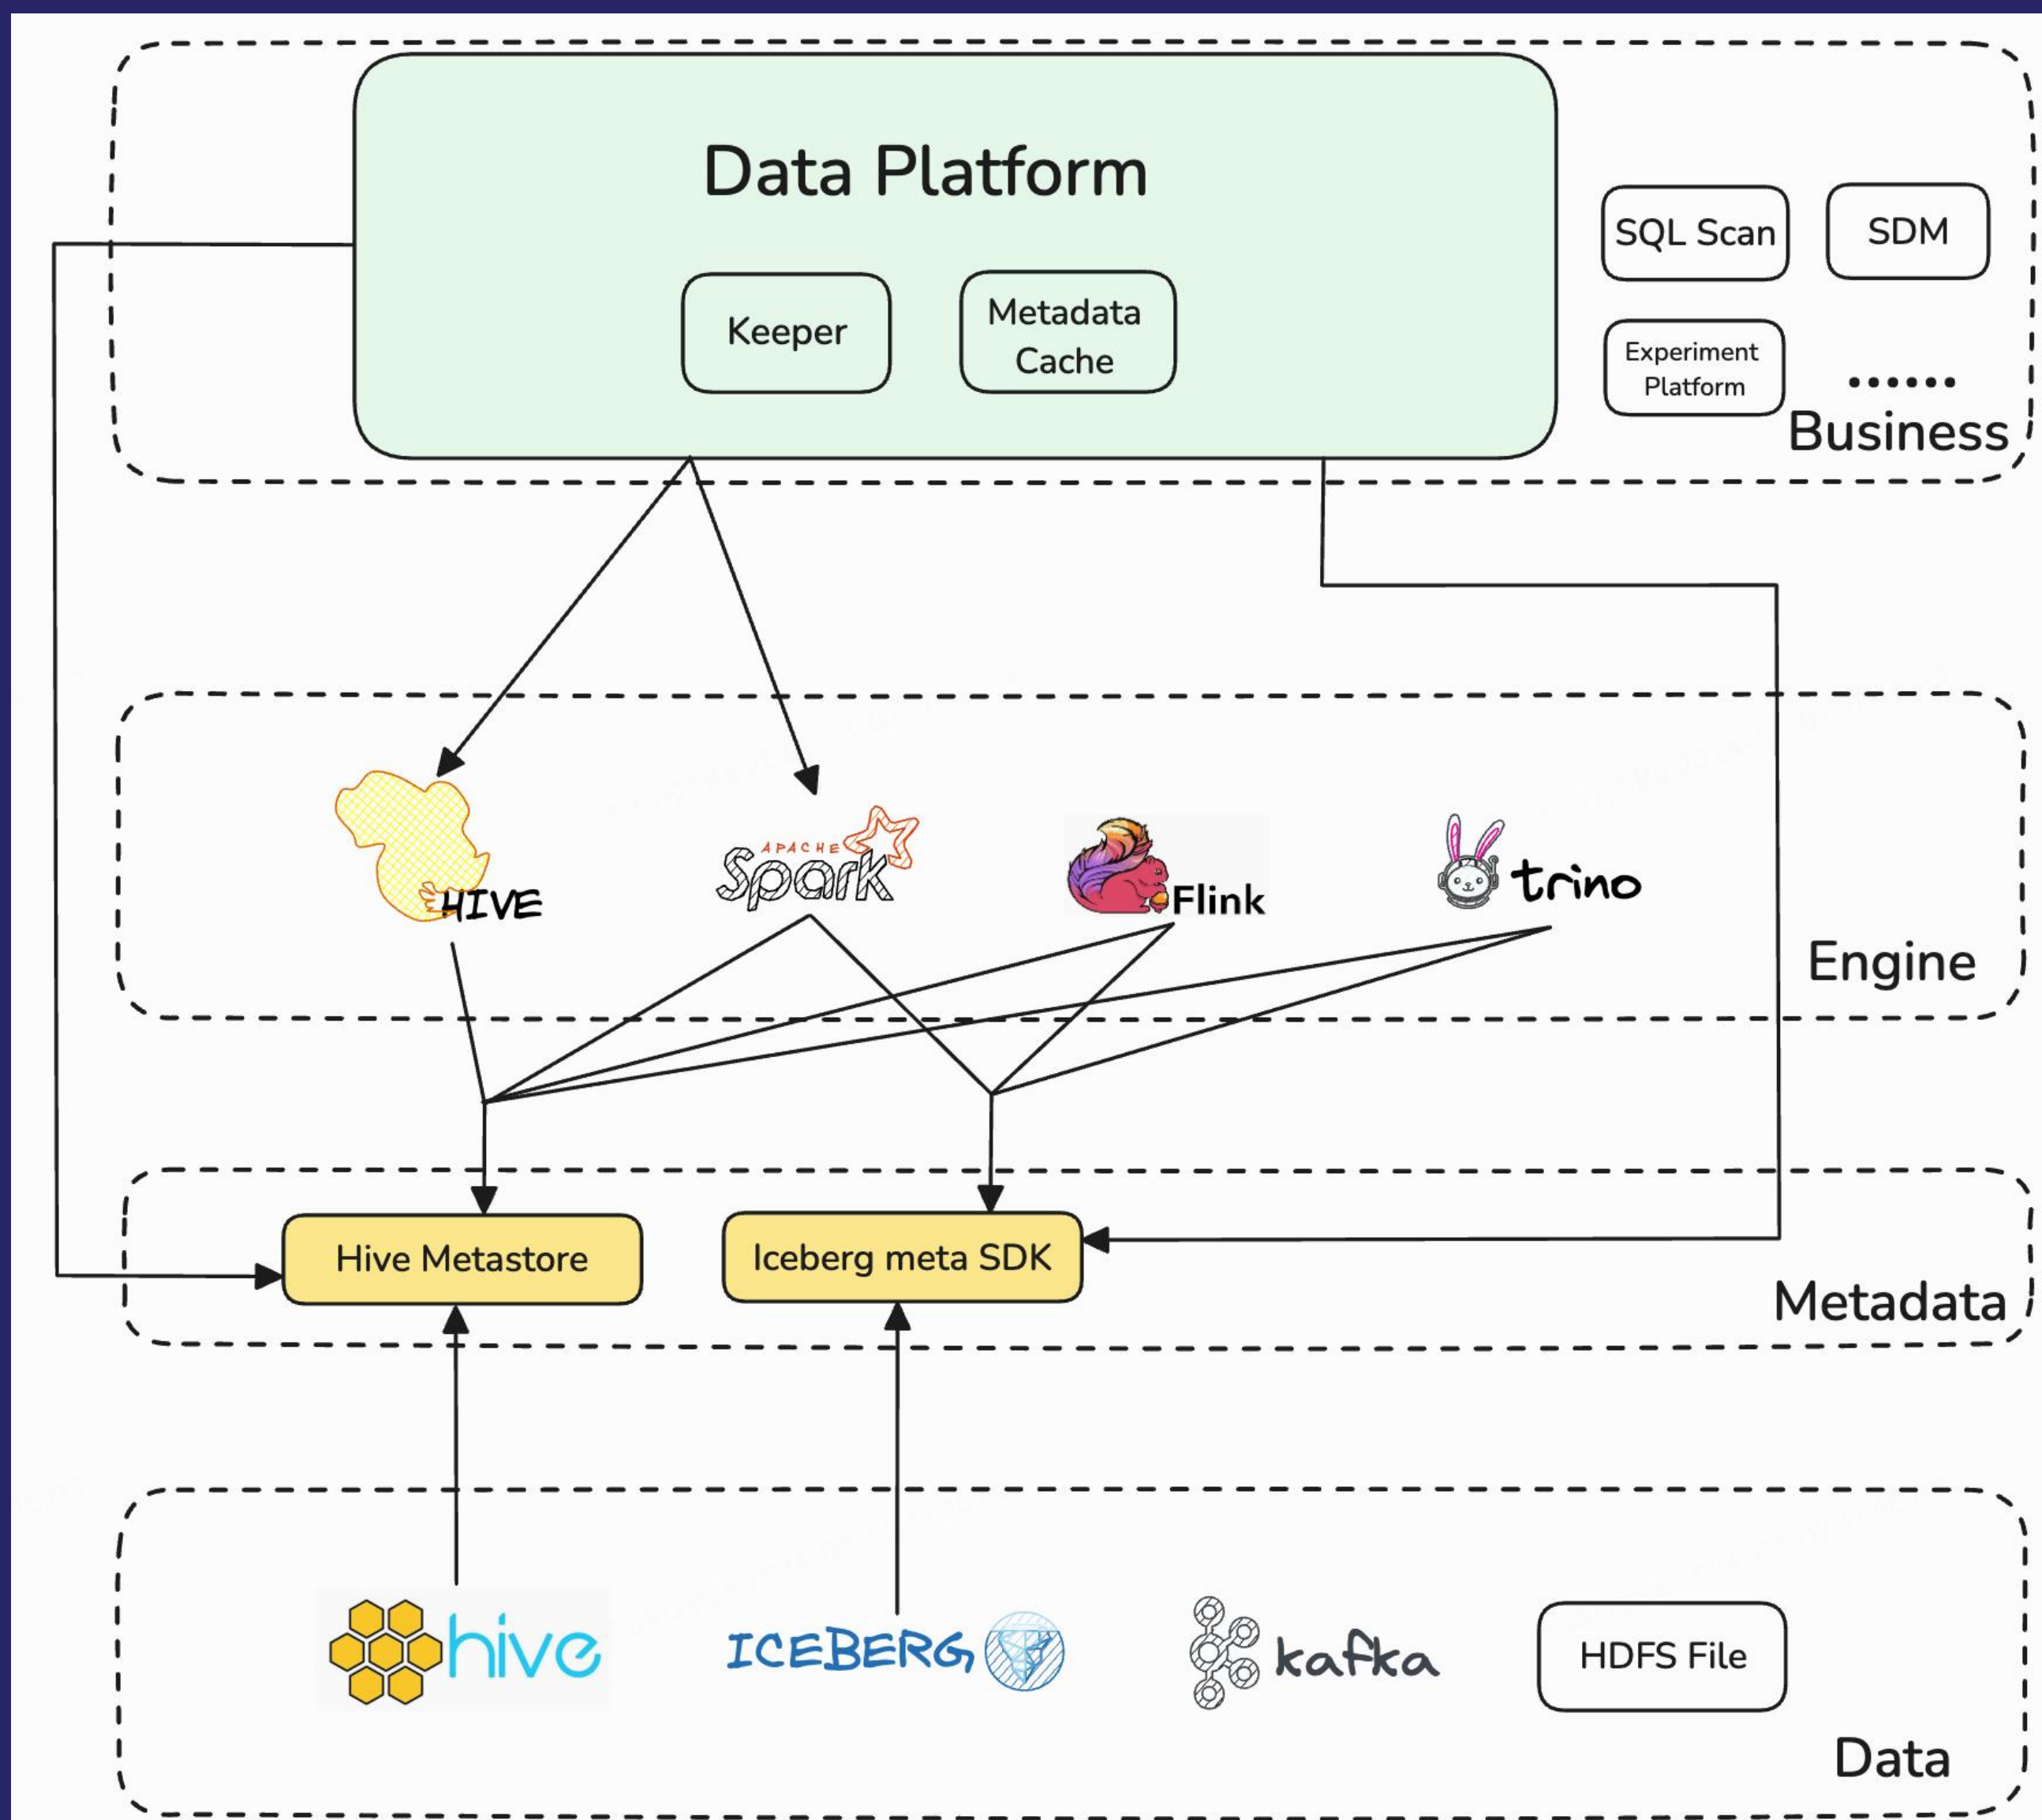 Data Platform
SQL Scan
SDM
Keeper
Metadata
Cache
Experiment
Platform
......
Business
HIVE
APACHE
Spark
Flink
trino
Engine
Hive Metastore
Iceberg meta SDK
Metadata
hive
ICEBERG
kafka
HDFS File
Data